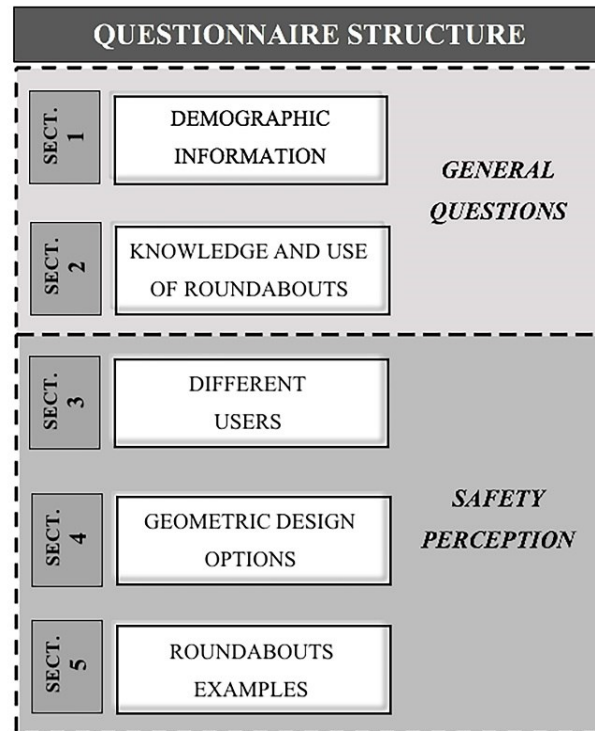 QUESTIONNAIRE STRUCTURE
SECT.
1
DEMOGRAPHIC
INFORMATION
SECT.
2
KNOWLEDGE AND USE
OF ROUNDABOUTS
GENERAL
QUESTIONS
SECT.
3
DIFFERENT
USERS
SECT.
4
GEOMETRIC DESIGN
OPTIONS
SECT.
5
ROUNDABOUTS
EXAMPLES
SAFETY
PERCEPTION